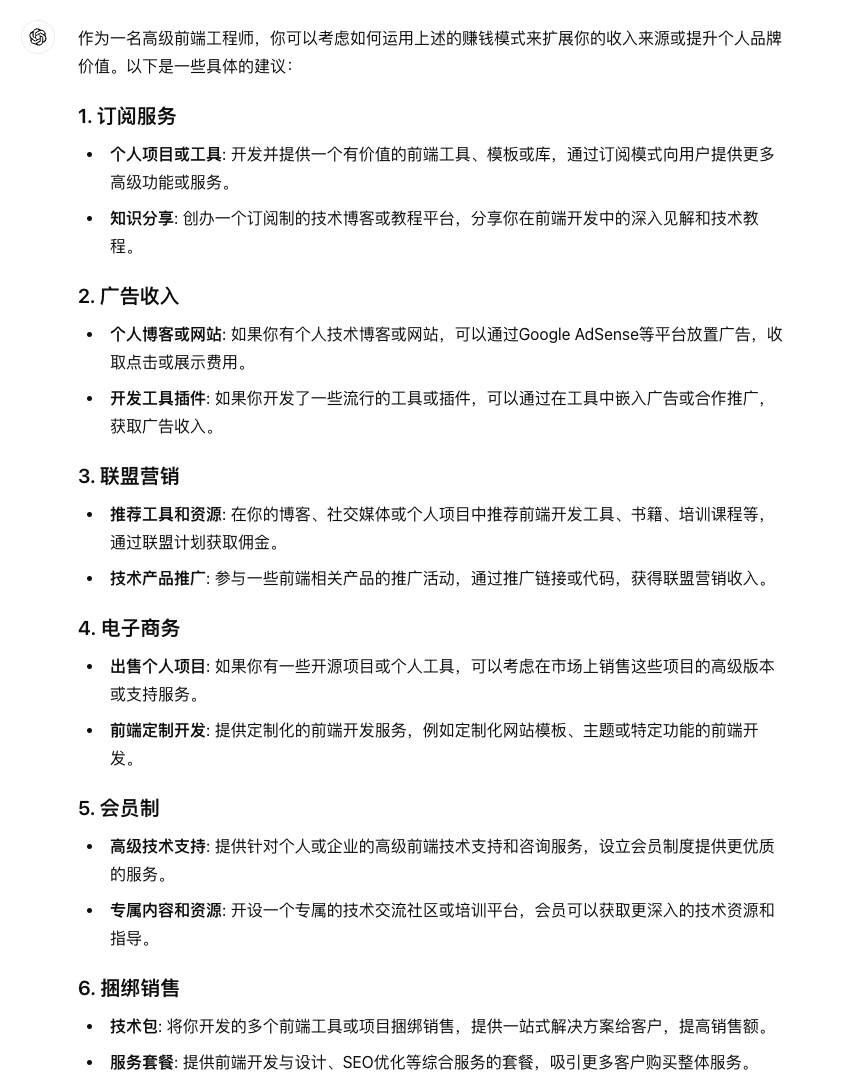 作为一名高级前端工程师，你可以考虑如何运用上述的赚钱模式来扩展你的收入来源或提升个人品牌
价值。以下是一些具体的建议：
1. 订阅服务
• 个人项目或工具: 开发并提供一个有价值的前端工具、模板或库，通过订阅模式向用户提供更多
高级功能或服务。
• 知识分享: 创办一个订阅制的技术博客或教程平台，分享你在前端开发中的深入见解和技术教
程。
2. 广告收入
• 个人博客或网站: 如果你有个人技术博客或网站，可以通过Google AdSense等平台放置广告，收
取点击或展示费用。
• 开发工具插件: 如果你开发了一些流行的工具或插件，可以通过在工具中嵌入广告或合作推广，
获取广告收入。
3. 联盟营销
• 推荐工具和资源: 在你的博客、社交媒体或个人项目中推荐前端开发工具、书籍、培训课程等，
通过联盟计划获取佣金。
• 技术产品推广: 参与一些前端相关产品的推广活动，通过推广链接或代码，获得联盟营销收入。
4. 电子商务
• 出售个人项目: 如果你有一些开源项目或个人工具，可以考虑在市场上销售这些项目的高级版本
或支持服务。
• 前端定制开发: 提供定制化的前端开发服务，例如定制化网站模板、主题或特定功能的前端开
发。
5. 会员制
• 高级技术支持: 提供针对个人或企业的高级前端技术支持和咨询服务，设立会员制度提供更优质
的服务。
• 专属内容和资源: 开设一个专属的技术交流社区或培训平台，会员可以获取更深入的技术资源和
指导。
6. 捆绑销售
• 技术包: 将你开发的多个前端工具或项目捆绑销售，提供一站式解决方案给客户，提高销售额。
• 服务套餐: 提供前端开发与设计、SEO优化等综合服务的套餐，吸引更多客户购买整体服务。